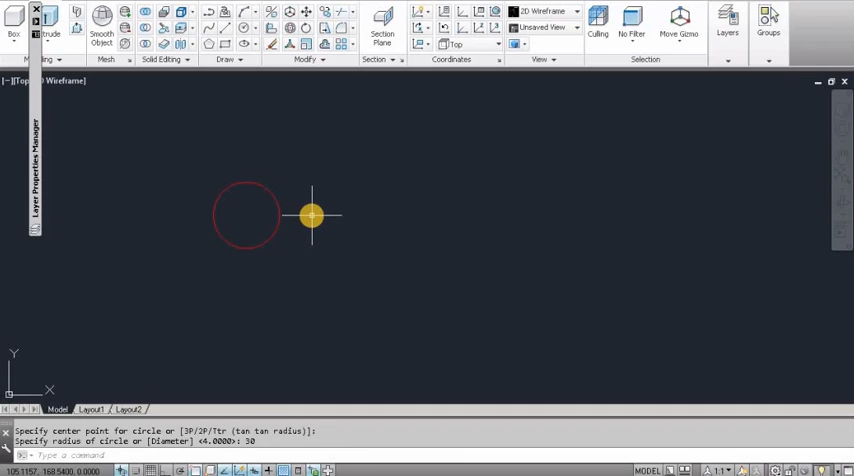 Box
trude
Smooth Object
Section Plane
2D Wireframe
Unsaved View
Top
Culling
No Filter
Move Gizmo
Layers
Groups
Mesh
Solid Editing
Draw
Modify
Section
Coordinates
View
Selection
[−][Top
Wireframe]
Layer Properties Manager
Y
X
Model
Layout1
Layout2
Specify center point for circle or [3P/2P/Ttr (tan tan radius)]:
Specify radius of circle or [Diameter] <4.0000>: 30
Type a command
105.1157, 168.5400, 0.0000
MODEL
1:1